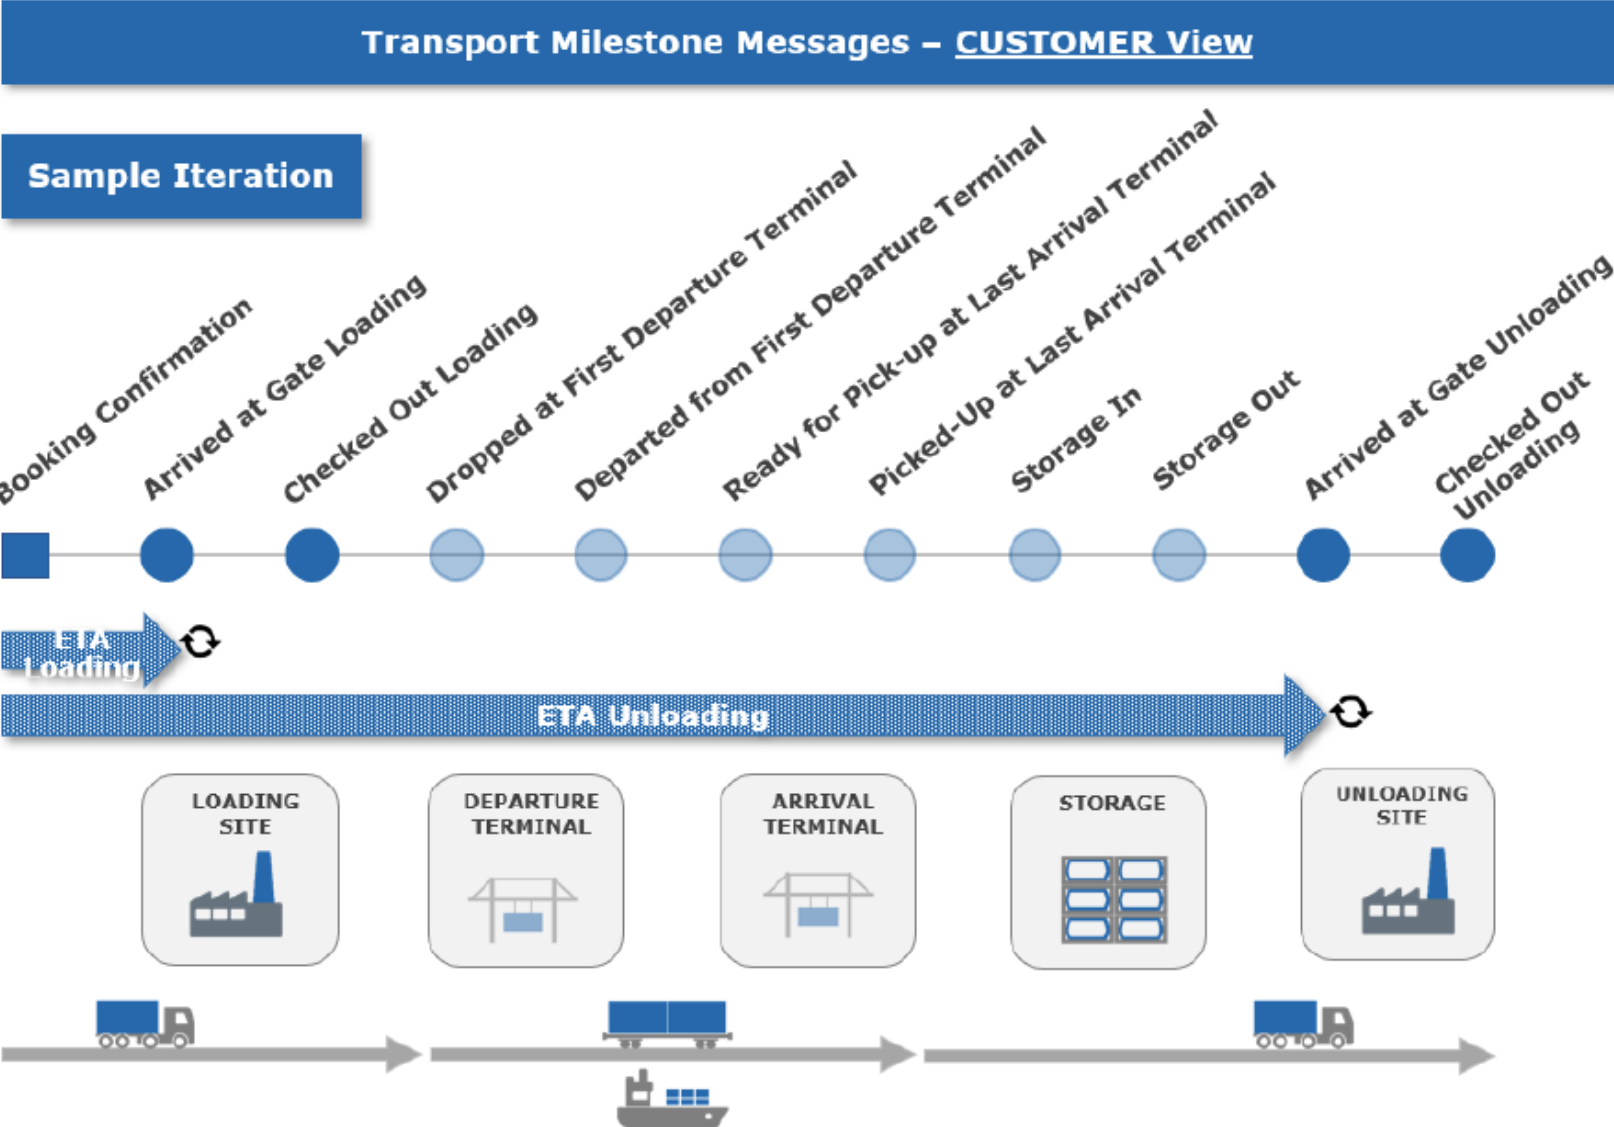 Transport Milestone Messages – CUSTOMER View
Sample Iteration
Booking Confirmation
Arrived at Gate Loading
Checked Out Loading
Dropped at First Departure Terminal
Departed from First Departure Terminal
Ready for Pick-up at Last Arrival Terminal
Picked-Up at Last Arrival Terminal
Storage In
Storage Out
Arrived at Gate Unloading
Checked Out
Unloading
ETA
Loading
ETA Unloading
LOADING
SITE
DEPARTURE
TERMINAL
ARRIVAL
TERMINAL
STORAGE
UNLOADING
SITE